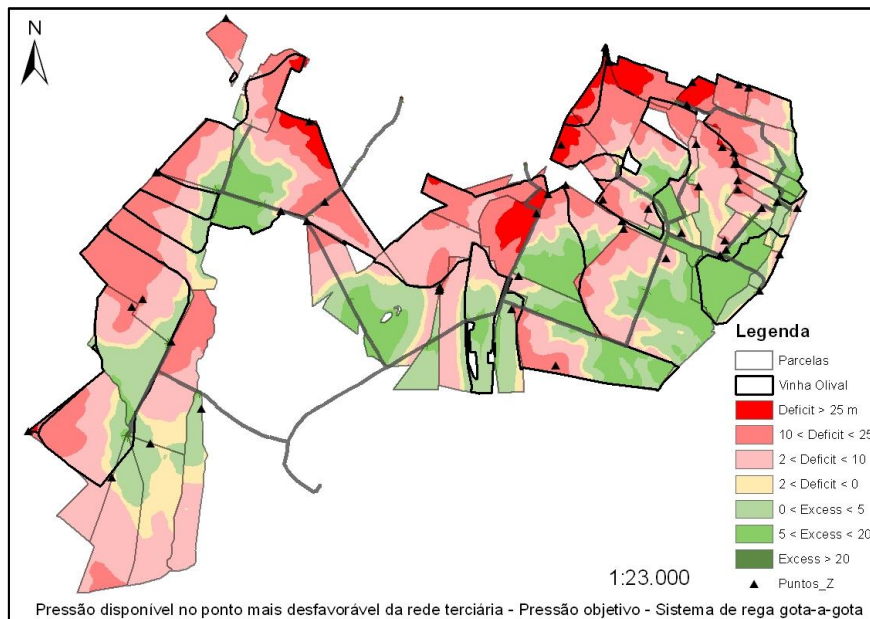 N
Legenda
Parcelas
Vinha Olival
Deficit > 25 m
10 < Deficit < 25
2 < Deficit < 10
2 < Deficit < 0
0 < Excess < 5
5 < Excess < 20
Excess > 20
Puntos_Z
1:23.000
Pressão disponível no ponto mais desfavorável da rede terciária - Pressão objetivo - Sistema de rega gota-a-gota